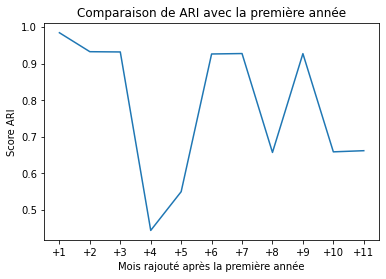 Comparaison de ARI avec la première année
1.0
0.9
0.8
0.7
0.6
0.5
Score ARI
+1 +2 +3 +4 +5 +6 +7 +8 +9 +10 +11
Mois rajouté après la première année